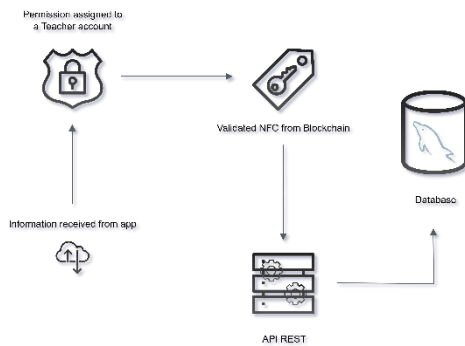 Permission assigned to
a Teacher account
Validated NFC from Blockchain
Database
Information received from app
API REST